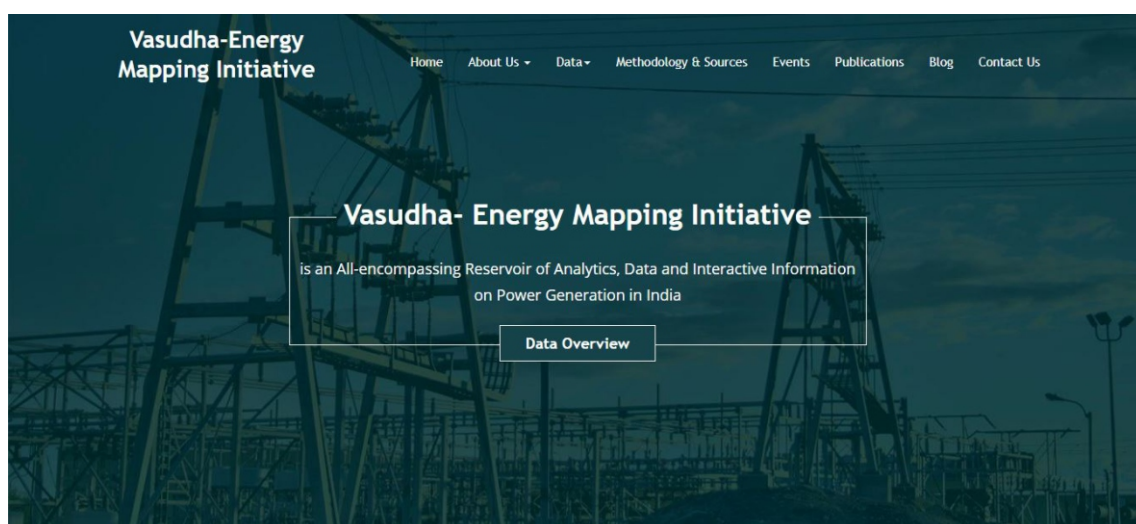 Vasudha-Energy
Mapping Initiative
Home About Us Data Methodology & Sources Events Publications Blog Contact Us
Vasudha- Energy Mapping Initiative
is an All-encompassing Reservoir of Analytics, Data and Interactive Information
on Power Generation in India
Data Overview